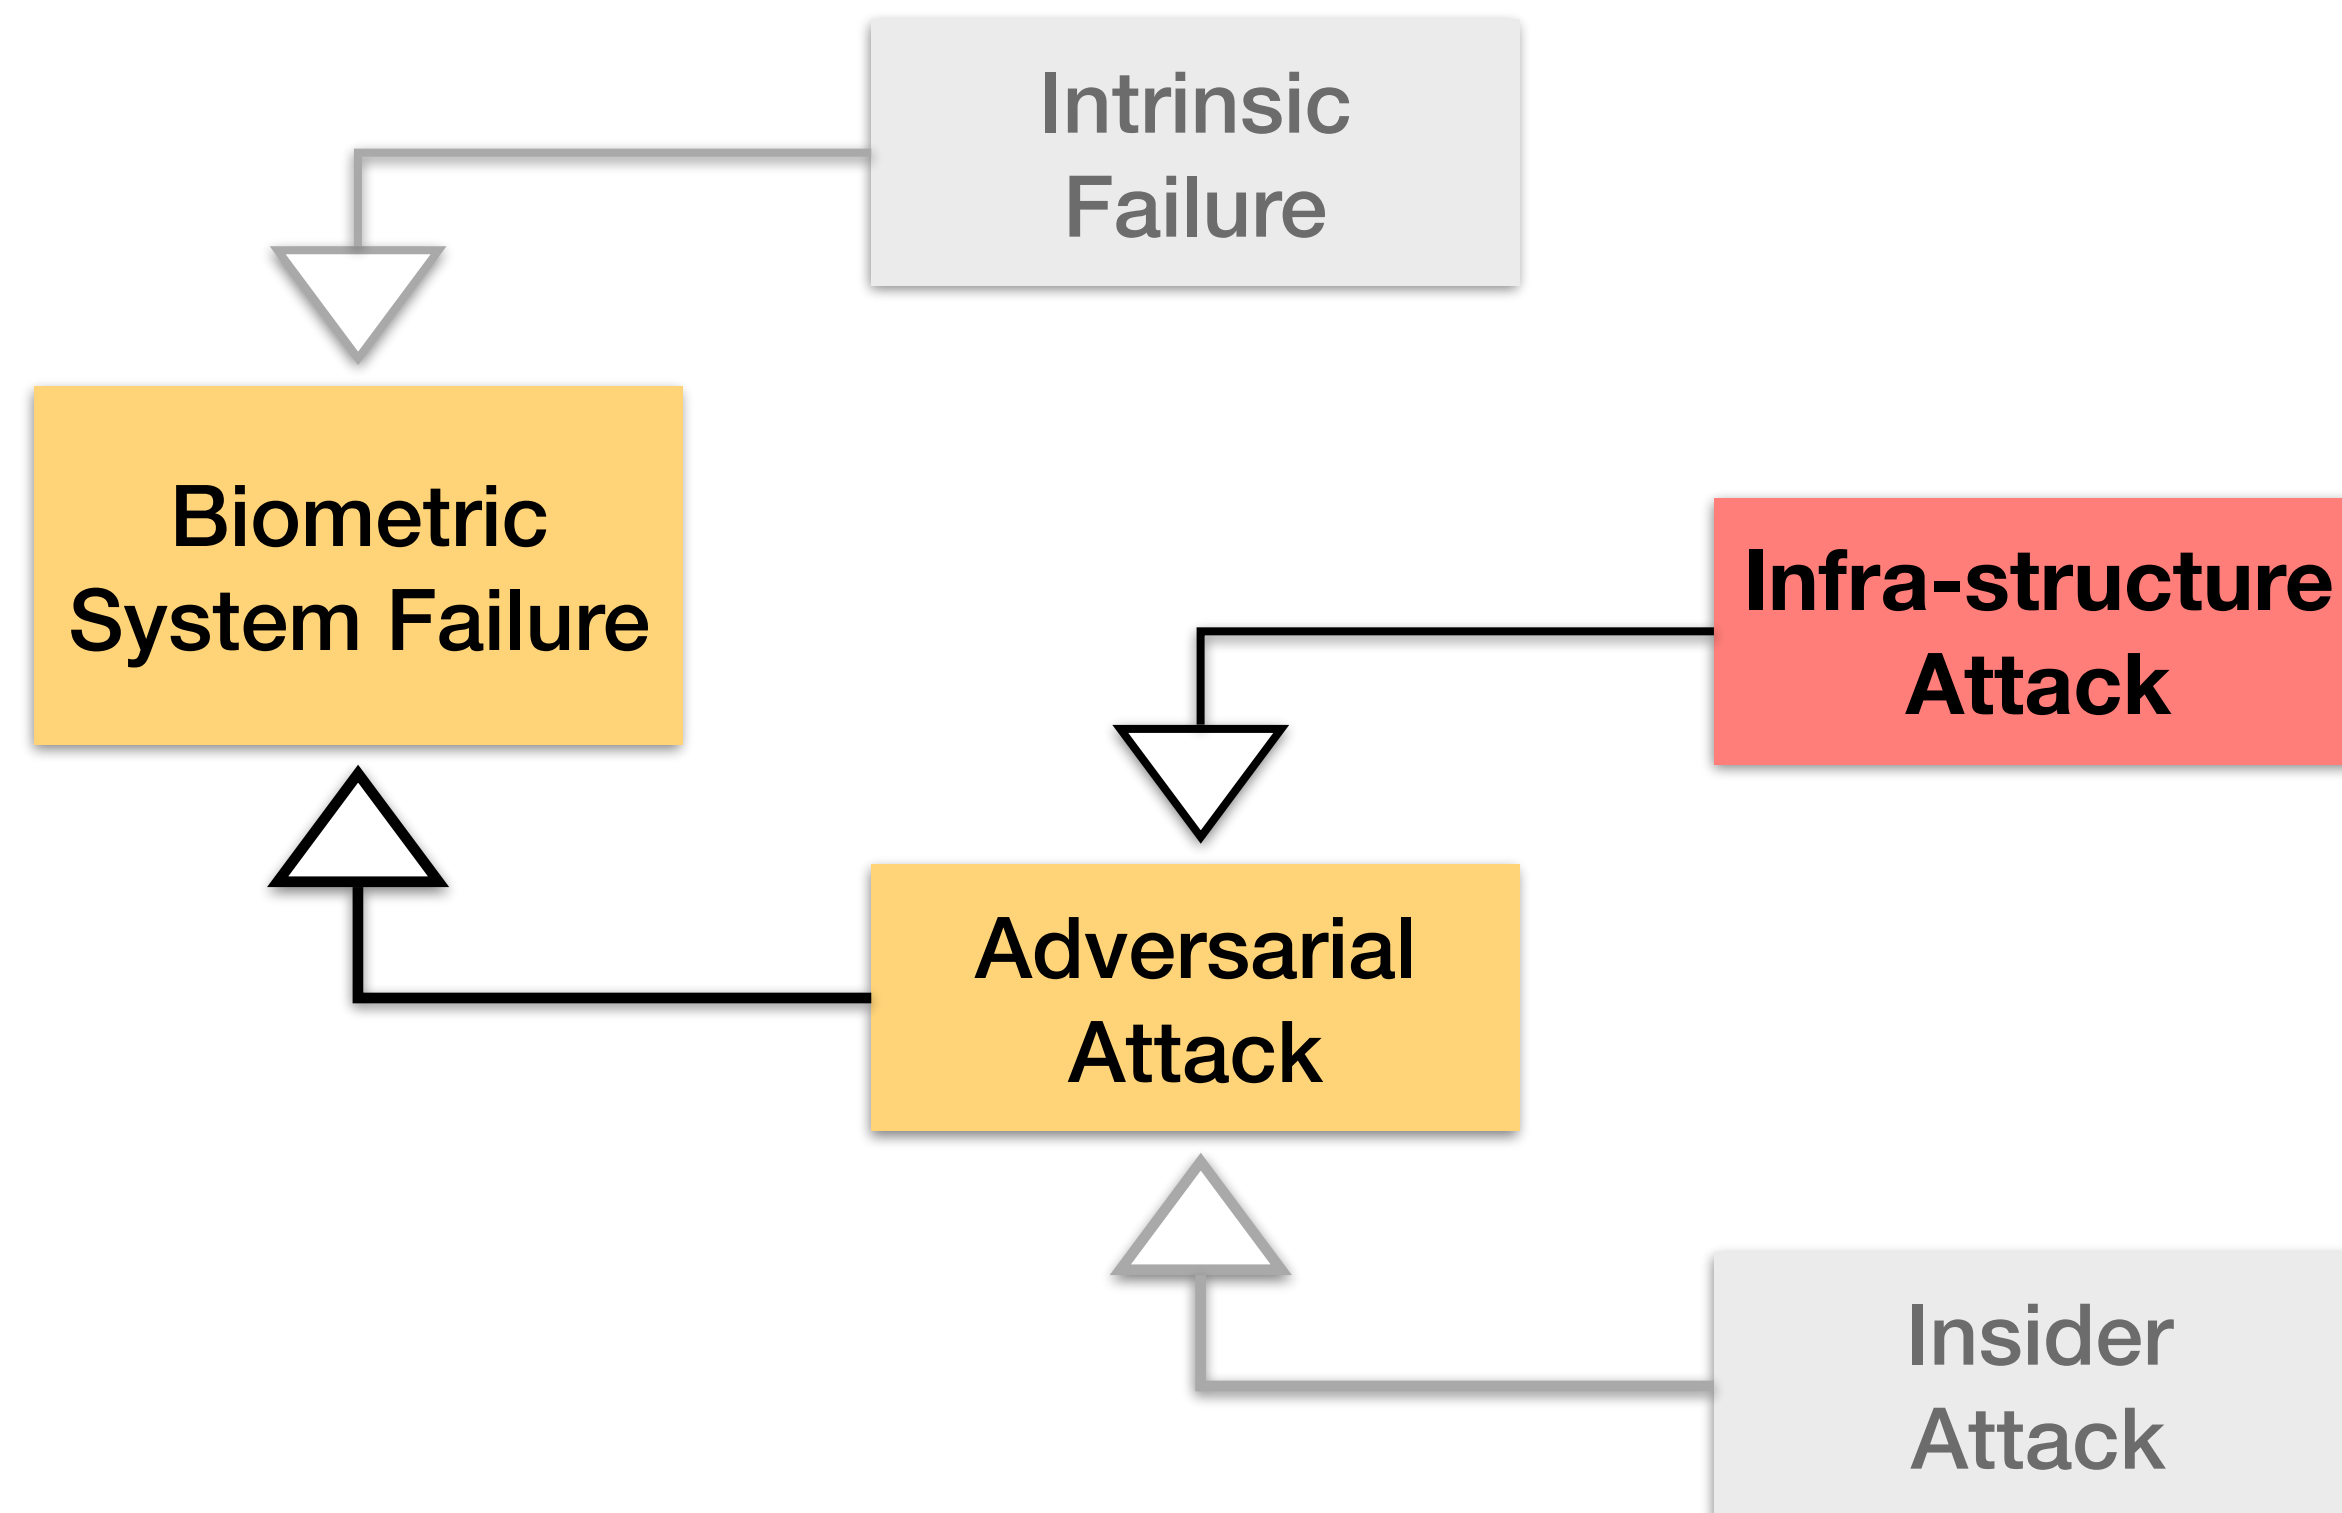 Intrinsic
Failure
Biometric
System Failure
Infra-structure
Attack
Adversarial
Attack
Insider
Attack